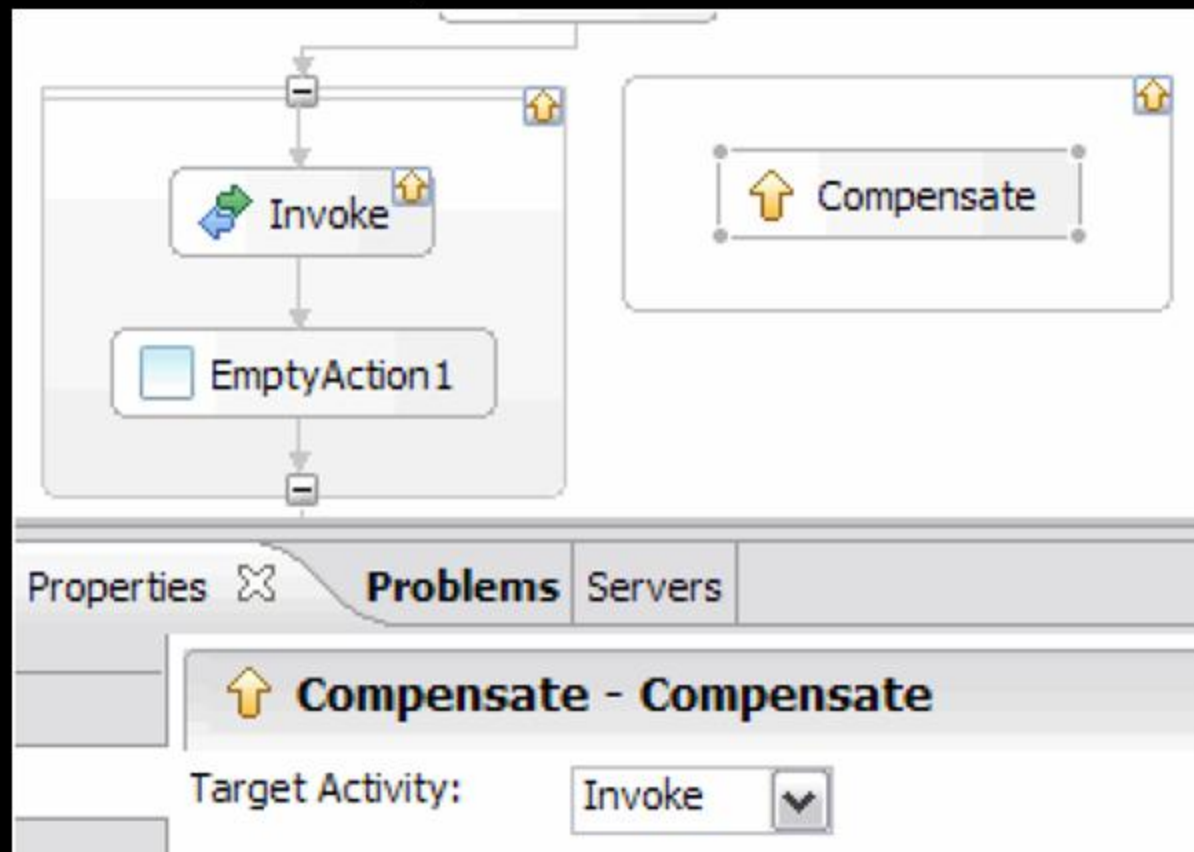 Invoke
Compensate
EmptyAction1
Properties Problems Servers
Compensate - Compensate
Target Activity: Invoke